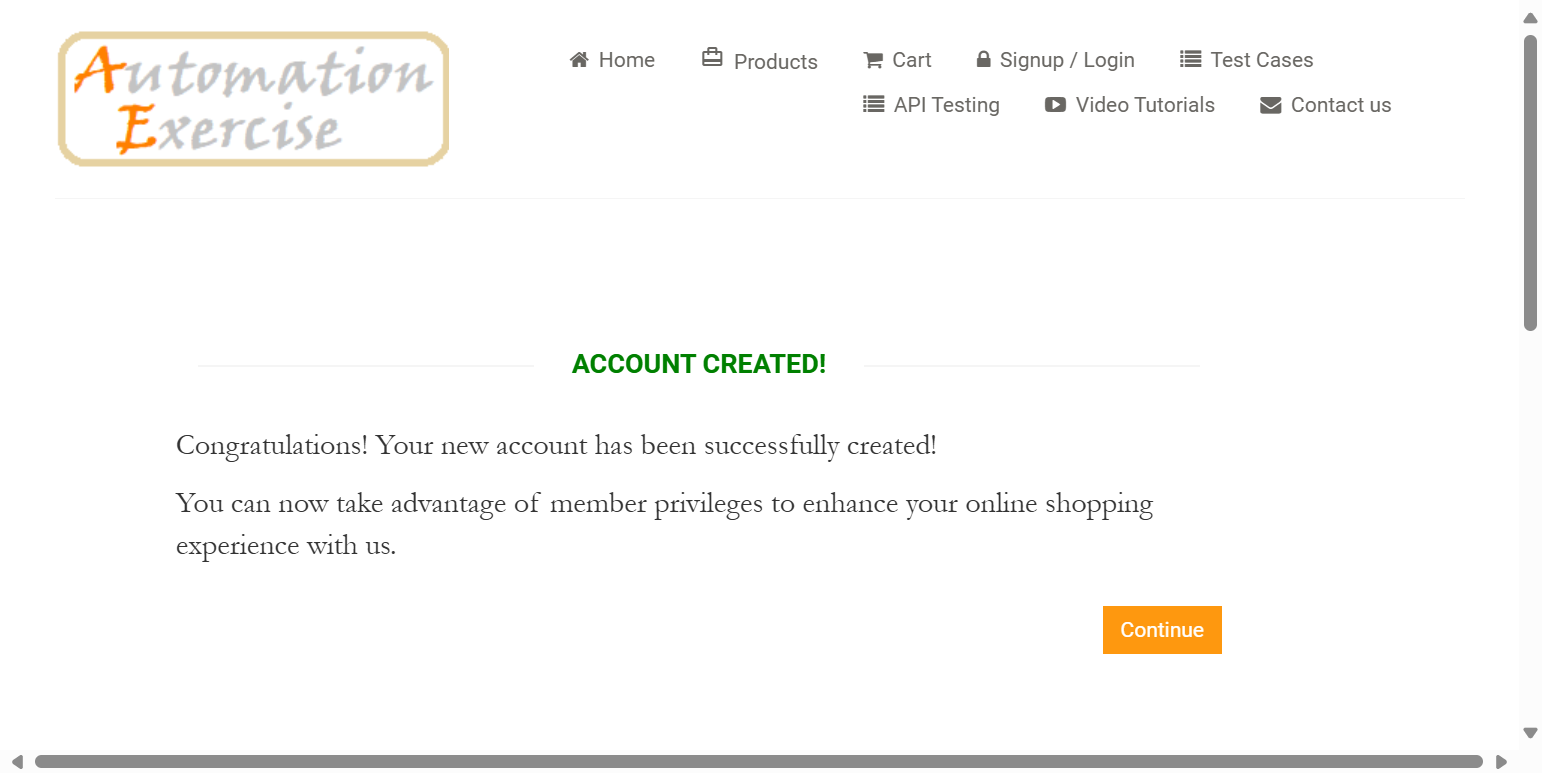 Automation
Exercise
Home
Products
Cart
Signup / Login
Test Cases
API Testing
Video Tutorials
Contact us
ACCOUNT CREATED!
Congratulations! Your new account has been successfully created!
You can now take advantage of member privileges to enhance your online shopping
experience with us.
Continue